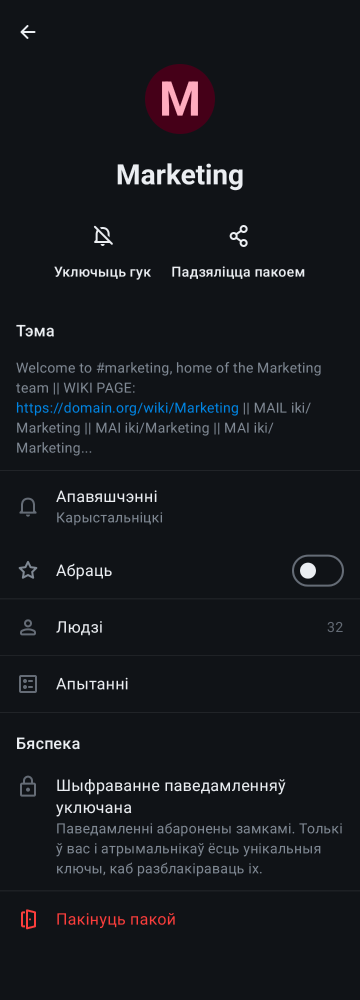 M
Marketing
Уключыць гук
Падзяліцца пакоем
Тэма
Welcome to #marketing, home of the Marketing
team || WIKI PAGE:
https://domain.org/wiki/Marketing || MAIL iki/
Marketing || MAI iki/Marketing || MAI iki/
Marketing...
Апавяшчэнні
Карыстальніцкі
Абраць
Людзі 32
Апытанні
Бяспека
Шыфраванне паведамленняў
уключана
Паведамленні абаронены замкамі. Толькі
ў вас і атрымальнікаў ёсць унікальныя
ключы, каб разблакіраваць іх.
Пакінуць пакой